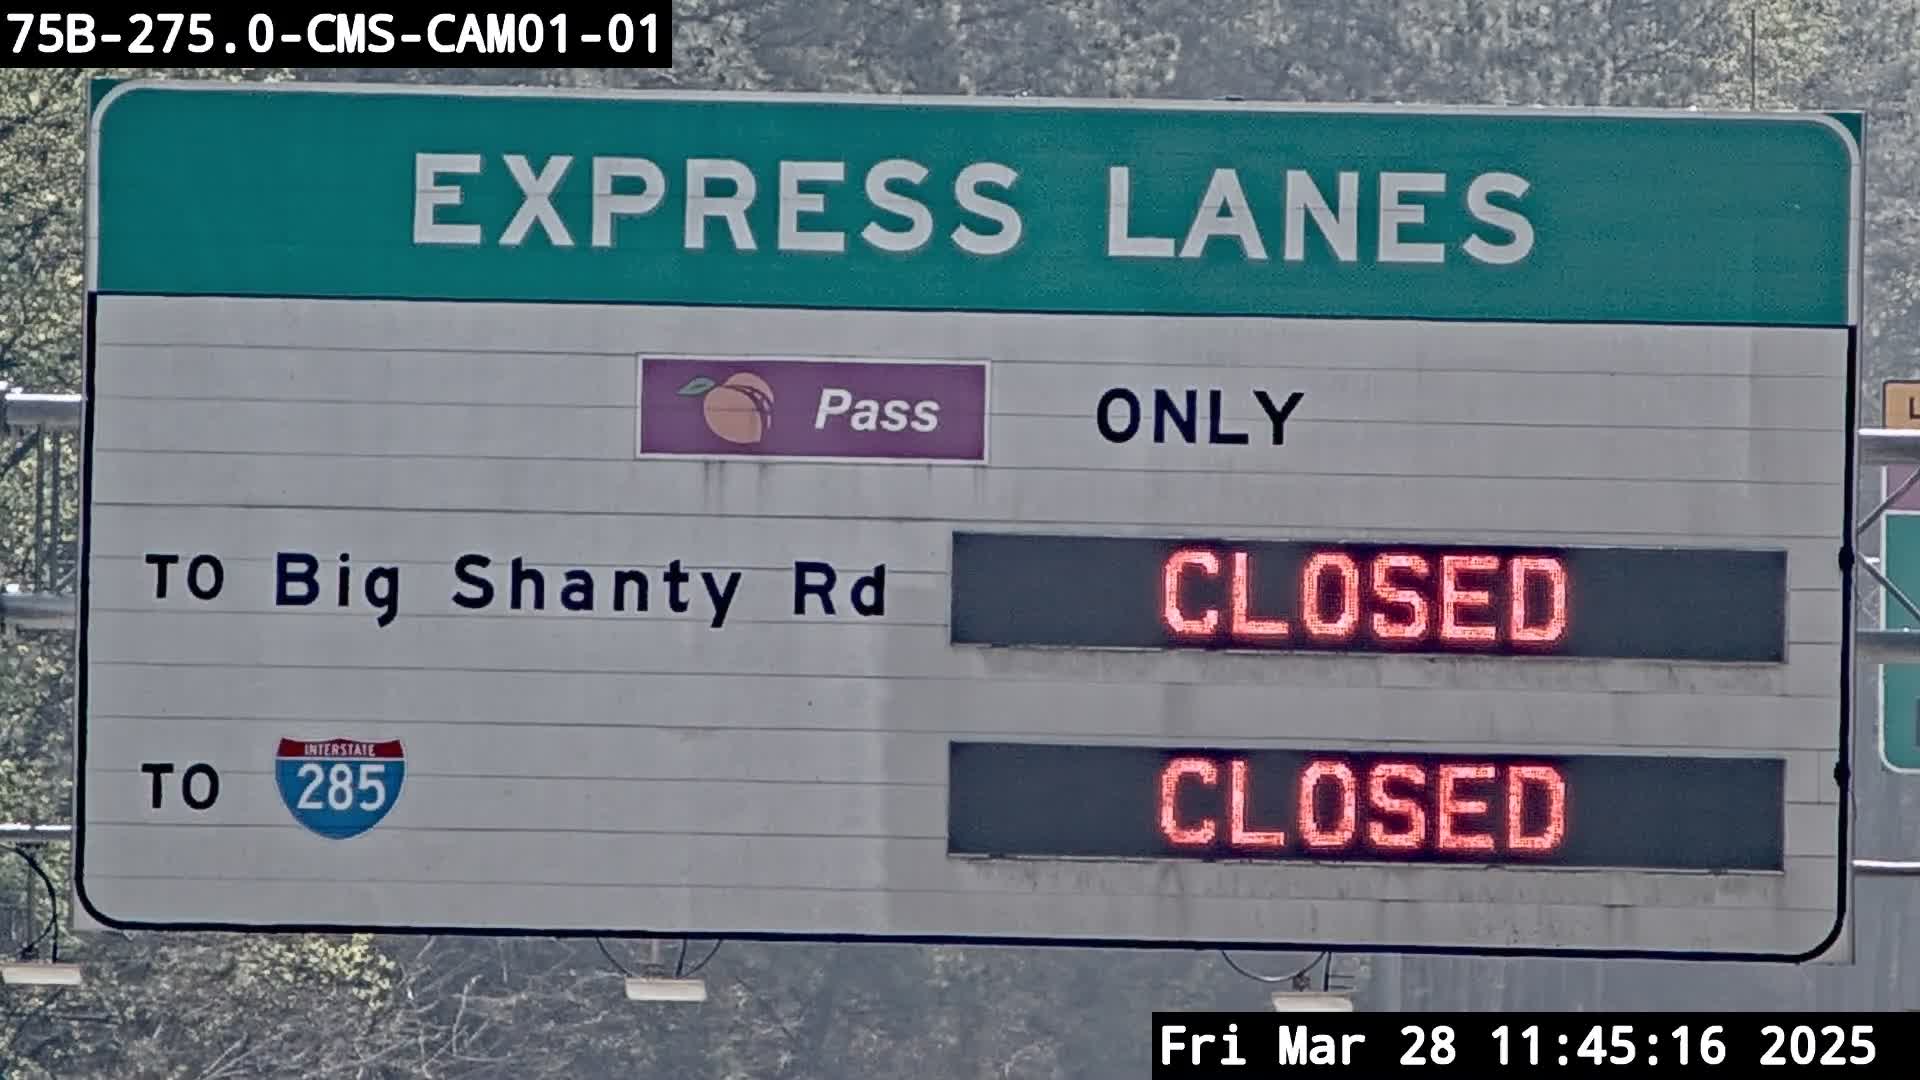 75B-275.0-CMS-CAM01-01
EXPRESS LANES
Pass ONLY
TO Big Shanty Rd CLOSED
TO INTERSTATE 285 CLOSED
Fri Mar 28 11:45:16 2025